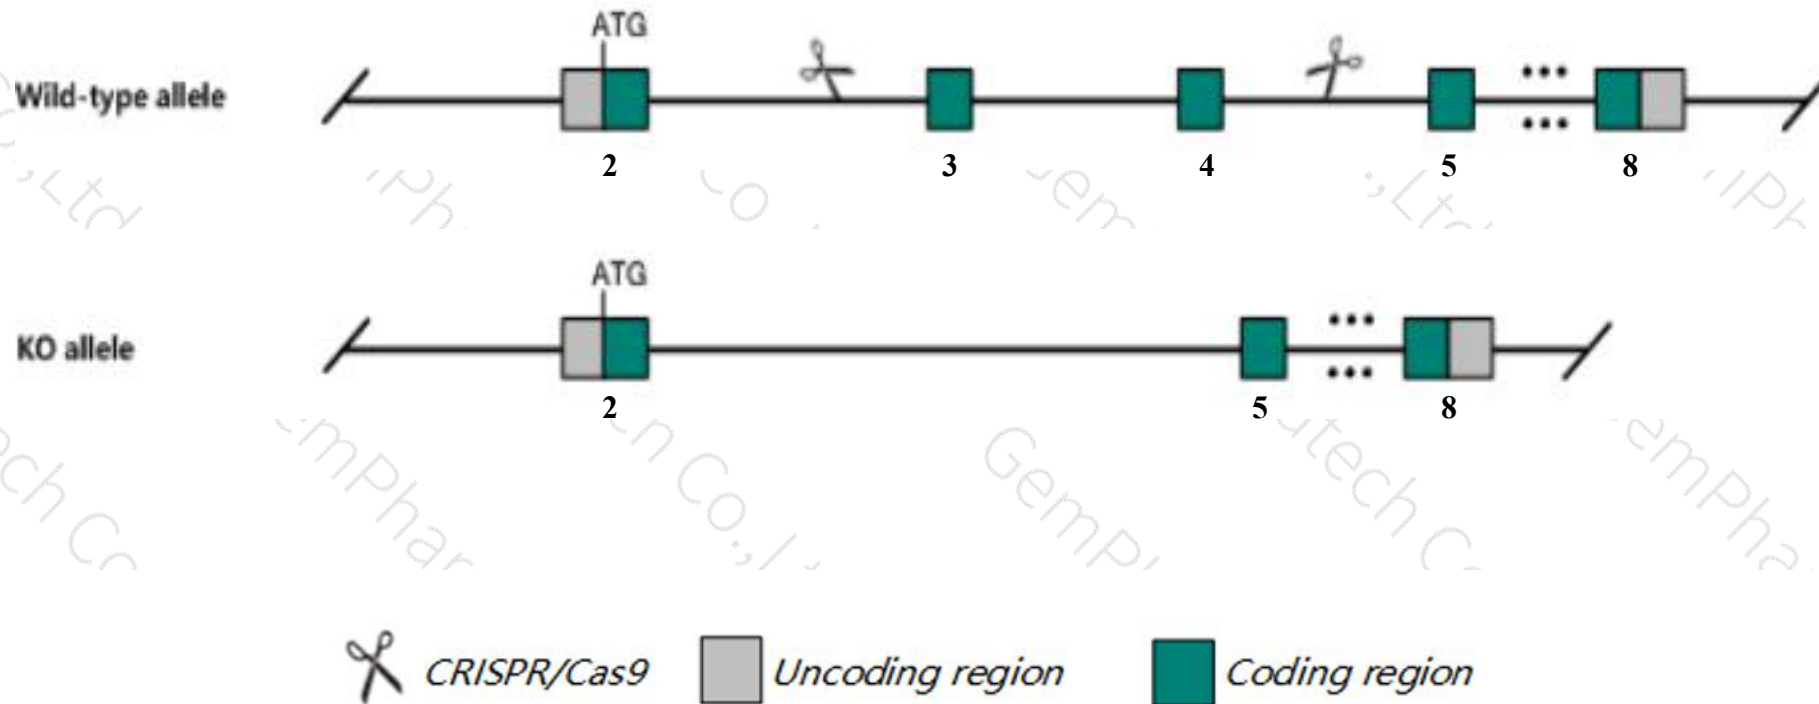 ATG
Wild-type allele
2 3 4 5 8
ATG
KO allele
2 5 8
CRISPR/Cas9 Uncoding region Coding region